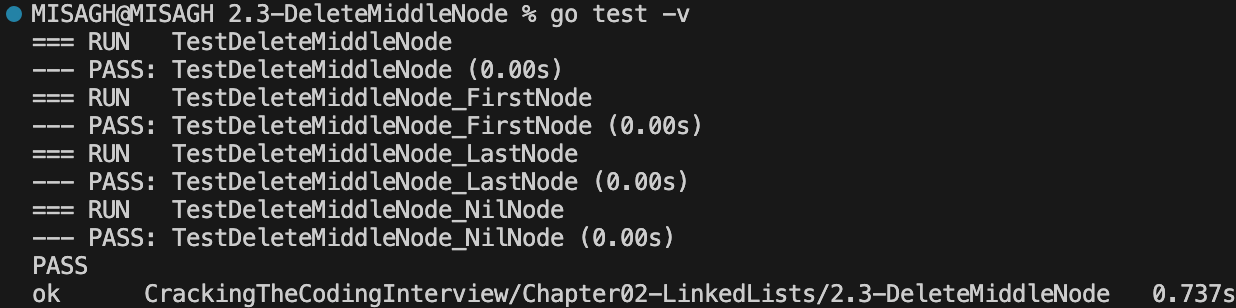 MISAGH@MISAGH 2.3-DeleteMiddleNode % go test -v
=== RUN   TestDeleteMiddleNode
--- PASS: TestDeleteMiddleNode (0.00s)
=== RUN   TestDeleteMiddleNode_FirstNode
--- PASS: TestDeleteMiddleNode_FirstNode (0.00s)
=== RUN   TestDeleteMiddleNode_LastNode
--- PASS: TestDeleteMiddleNode_LastNode (0.00s)
=== RUN   TestDeleteMiddleNode_NilNode
--- PASS: TestDeleteMiddleNode_NilNode (0.00s)
PASS
ok      CrackingTheCodingInterview/Chapter02-LinkedLists/2.3-DeleteMiddleNode   0.737s